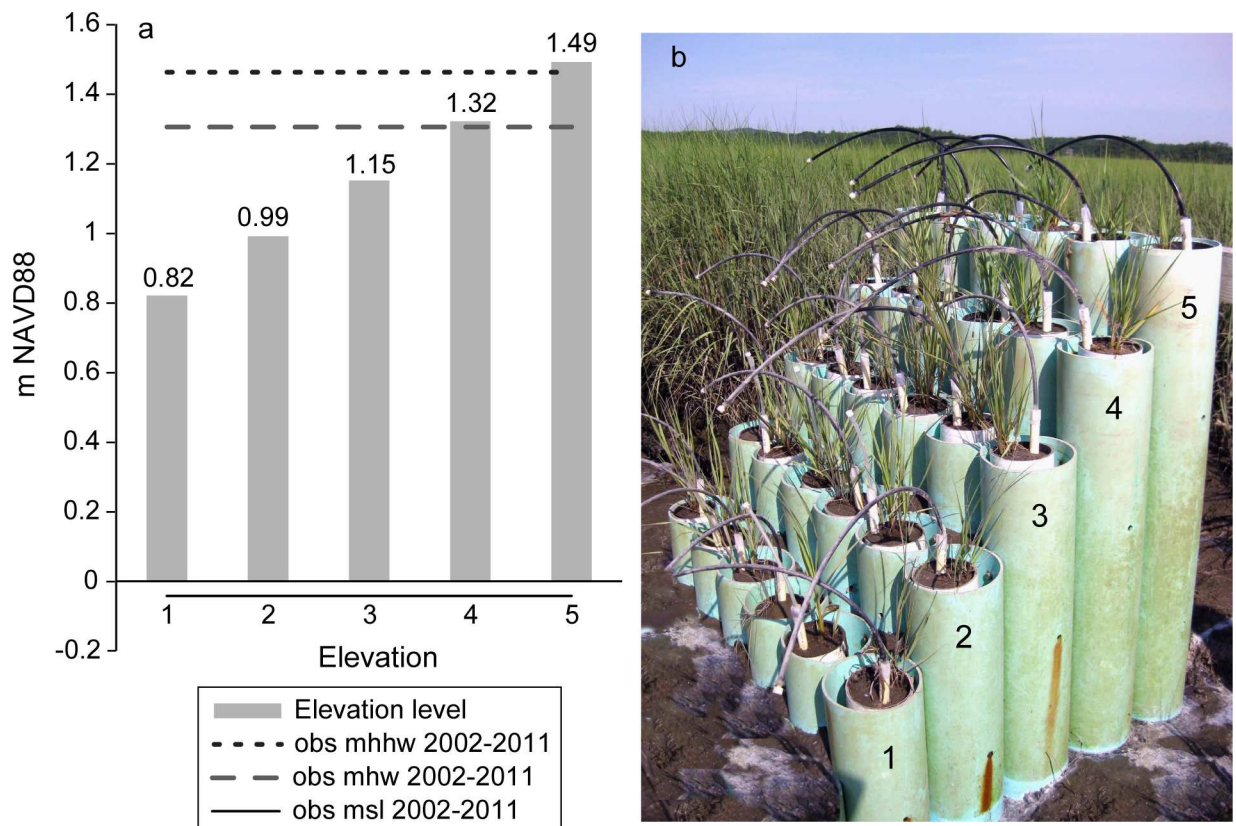 a
m NAVD88
1.6
1.4
1.2
1
0.8
0.6
0.4
0.2
0
-0.2
0.82
0.99
1.15
1.32
1.49
1 2 3 4 5
Elevation
Elevation level
obs mhhw 2002-2011
obs mhw 2002-2011
obs msl 2002-2011
b
1
2
3
4
5